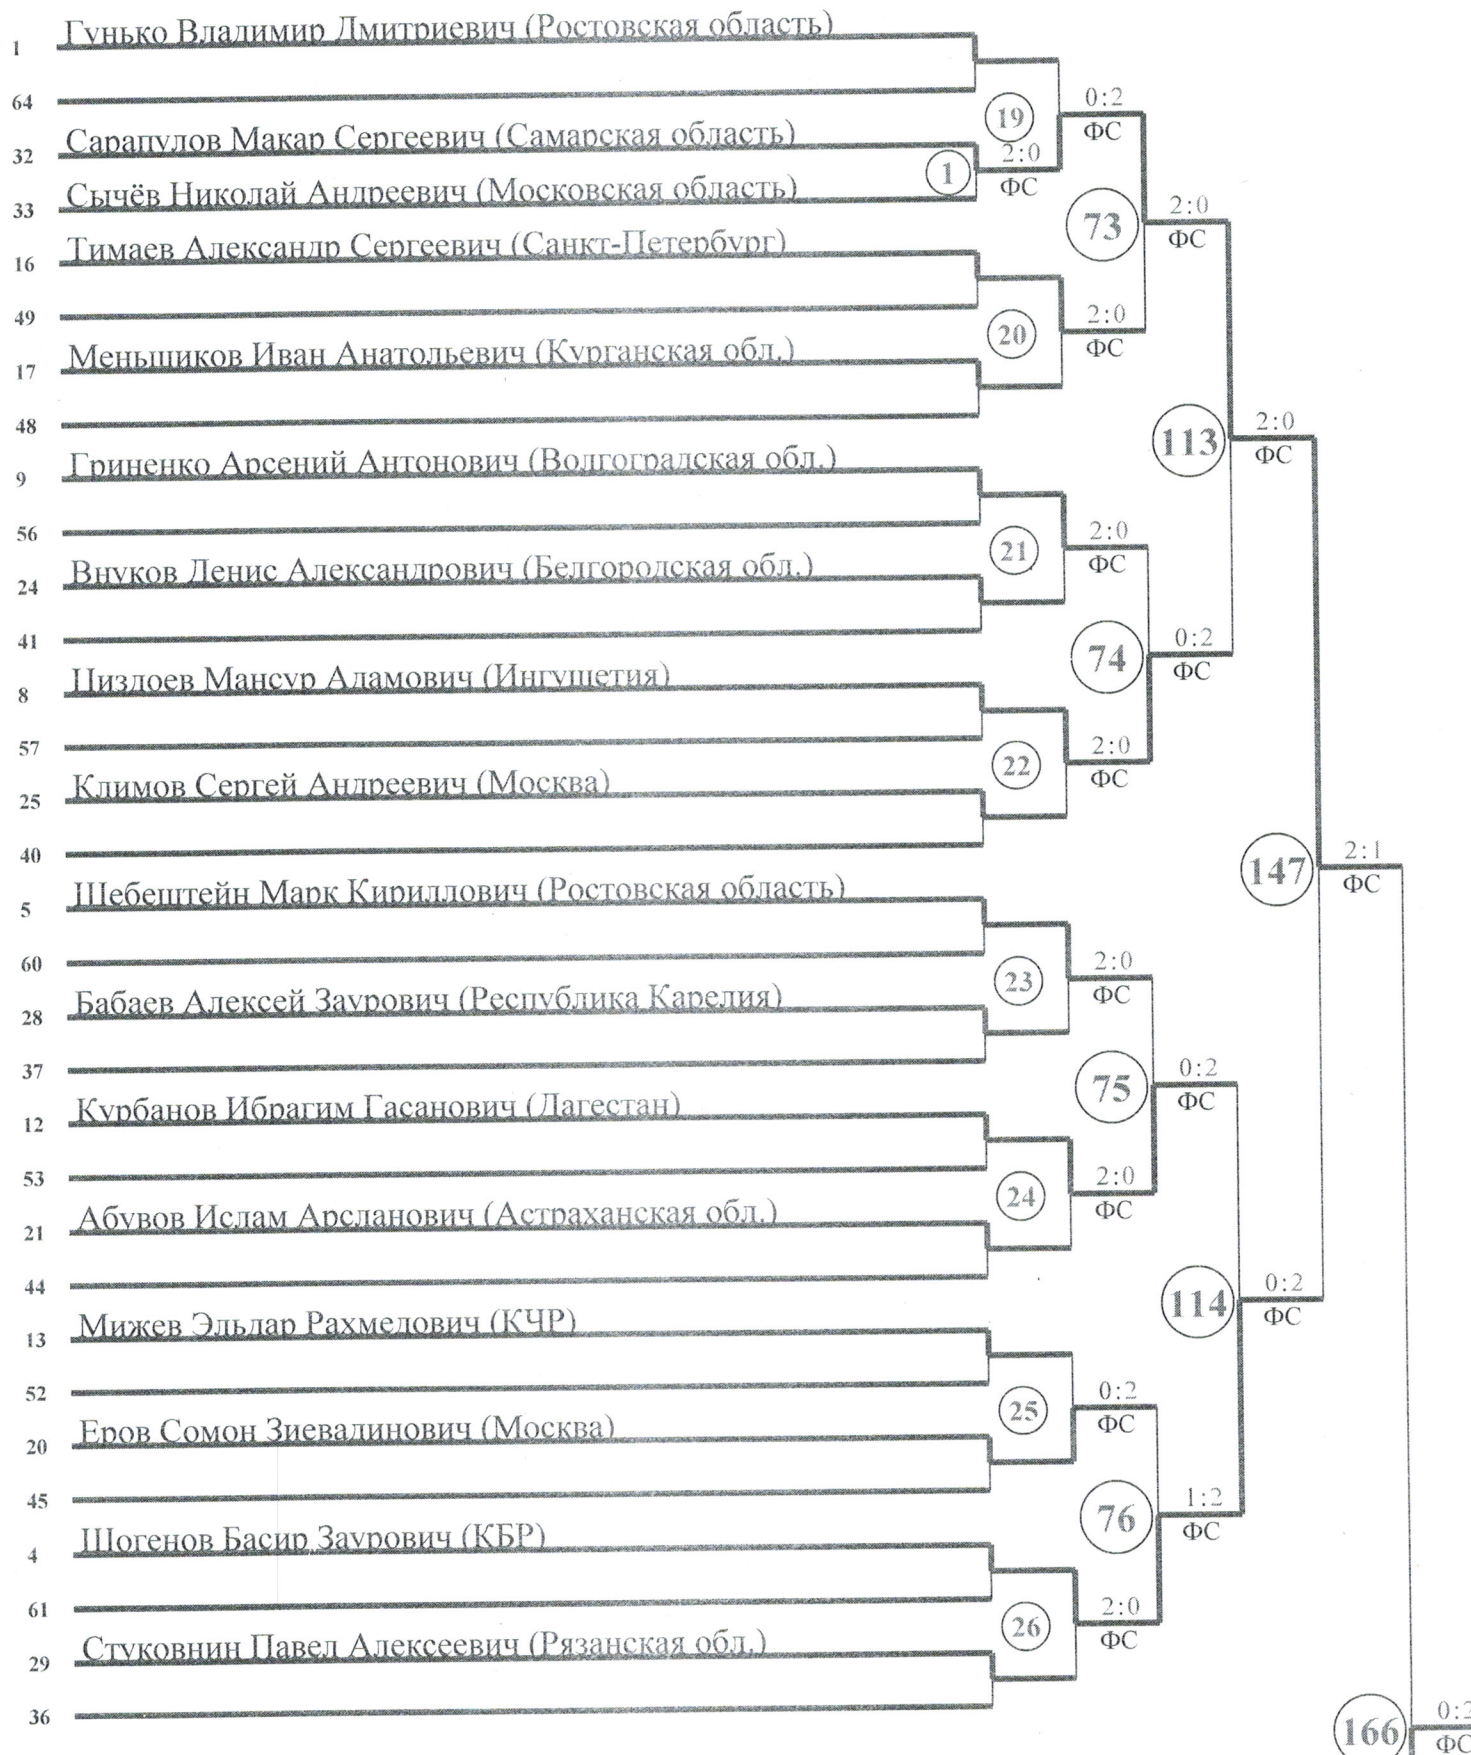 1 Гунько Владимир Дмитриевич (Ростовская область)
64
0:2
19
ФС
32 Сарапулов Макар Сергеевич (Самарская область)
2:0
1
ФС
33 Сычёв Николай Андреевич (Московская область)
73
2:0
ФС
16 Тимаев Александр Сергеевич (Санкт-Петербург)
49
20
2:0
ФС
17 Меньшиков Иван Анатольевич (Курганская обл.)
48
113
2:0
ФС
9 Гриненко Арсений Антонович (Волгоградская обл.)
56
21
2:0
ФС
24 Внуков Денис Александрович (Белгородская обл.)
41
74
0:2
ФС
8 Циздоев Мансур Адамович (Ингушетия)
57
22
2:0
ФС
25 Климов Сергей Андреевич (Москва)
40
147
2:1
ФС
5 Шебештейн Марк Кириллович (Ростовская область)
60
23
2:0
ФС
28 Бабаев Алексей Заурович (Республика Карелия)
37
75
0:2
ФС
12 Курбанов Ибрагим Гасанович (Дагестан)
53
24
2:0
ФС
21 Абувов Ислам Арсланович (Астраханская обл.)
44
114
0:2
ФС
13 Мижев Эльдар Рахмедович (КЧР)
52
25
0:2
ФС
20 Еров Сомон Зиевадинович (Москва)
45
76
1:2
ФС
4 Шогенов Басир Заурович (КБР)
61
26
2:0
ФС
29 Стуковнин Павел Алексеевич (Рязанская обл.)
36
166
0:2
ФС